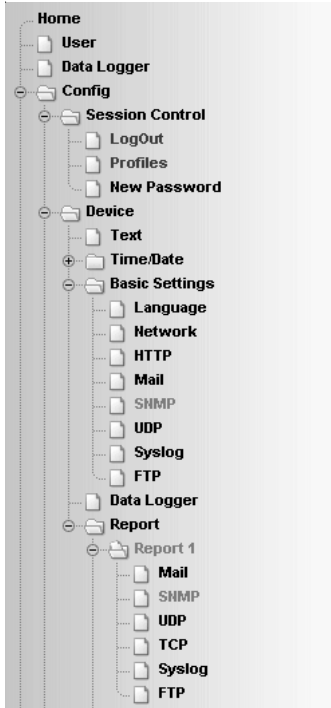 Home
User
Data Logger
Config
Session Control
LogOut
Profiles
New Password
Device
Text
Time/Date
Basic Settings
Language
Network
HTTP
Mail
SNMP
UDP
Syslog
FTP
Data Logger
Report
Report 1
Mail
SNMP
UDP
TCP
Syslog
FTP